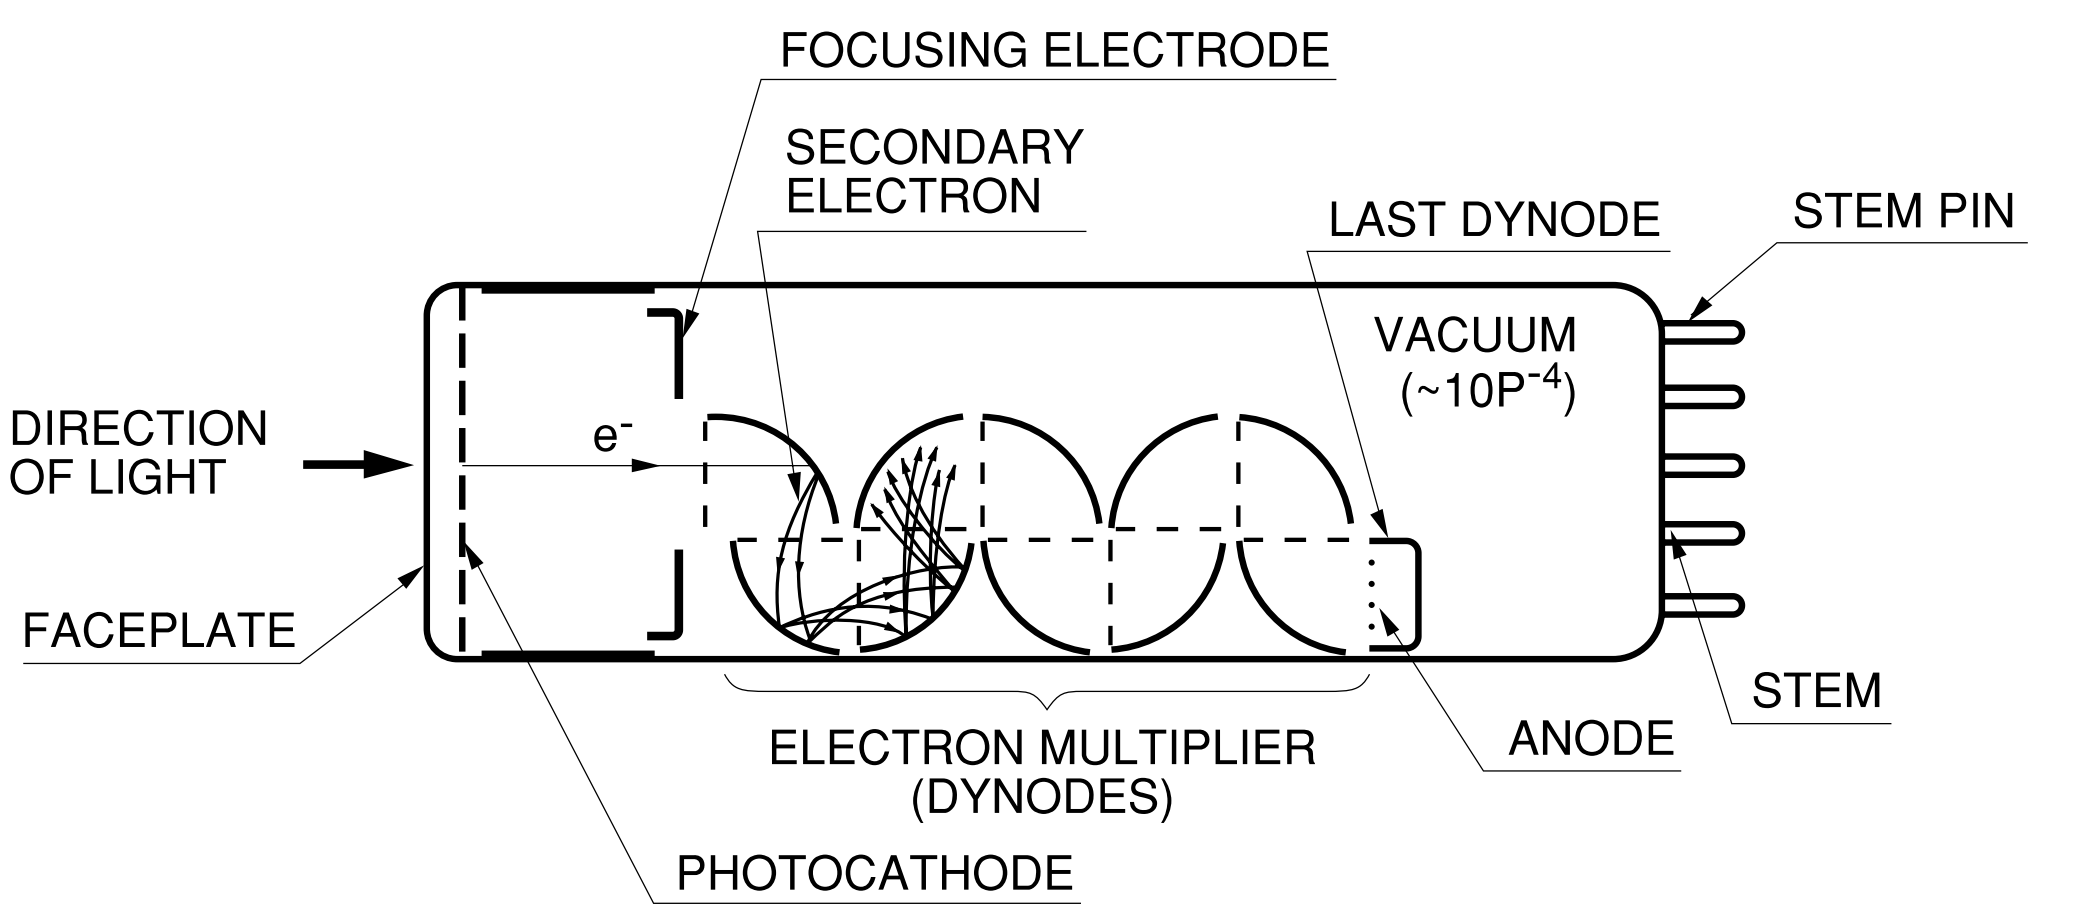 FOCUSING ELECTRODE
SECONDARY
ELECTRON
LAST DYNODE
STEM PIN
VACUUM
(~10P⁻⁴)
DIRECTION
OF LIGHT
e⁻
FACEPLATE
STEM
ANODE
ELECTRON MULTIPLIER
(DYNODES)
PHOTOCATHODE